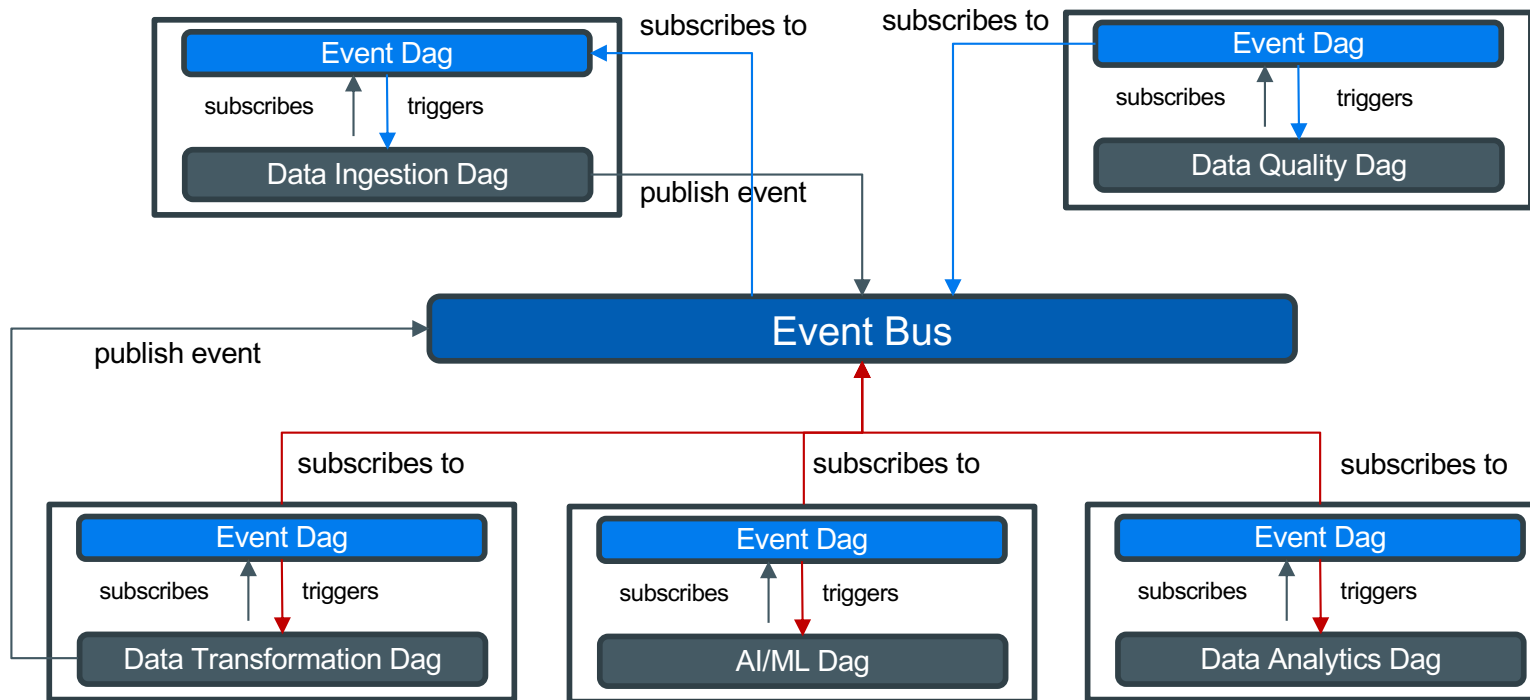 subscribes to
subscribes to
Event Dag
Event Dag
subscribes
triggers
subscribes
triggers
Data Ingestion Dag
Data Quality Dag
publish event
Event Bus
publish event
subscribes to
subscribes to
subscribes to
Event Dag
Event Dag
Event Dag
subscribes
triggers
subscribes
triggers
subscribes
triggers
Data Transformation Dag
AI/ML Dag
Data Analytics Dag